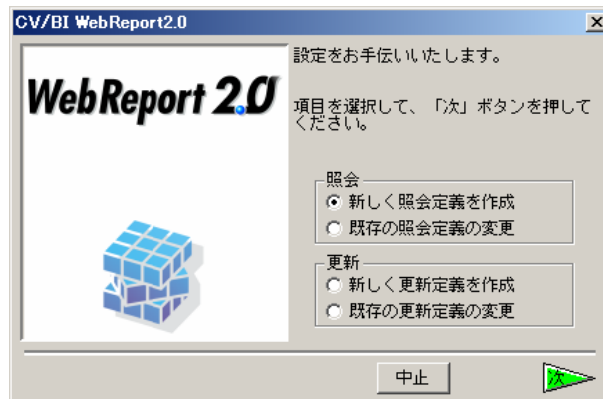 CV/BI WebReport2.0
WebReport 2.0
設定をお手伝いいたします。
項目を選択して、「次」ボタンを押して
ください。
照会
新しく照会定義を作成
既存の照会定義の変更
更新
新しく更新定義を作成
既存の更新定義の変更
中止
次